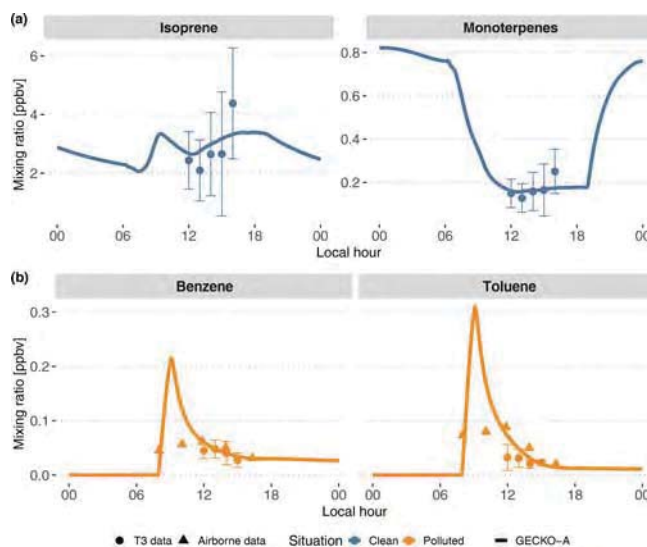 (a)
Isoprene
Monoterpenes
Mixing ratio [ppbv]
6
4
2
0.8
0.6
0.4
0.2
00 06 12 18 00
00 06 12 18 00
Local hour
(b)
Benzene
Toluene
Mixing ratio [ppbv]
0.3
0.2
0.1
0.0
00 06 12 18 00
00 06 12 18 00
Local hour
T3 data Airborne data Situation Clean Polluted GECKO-A